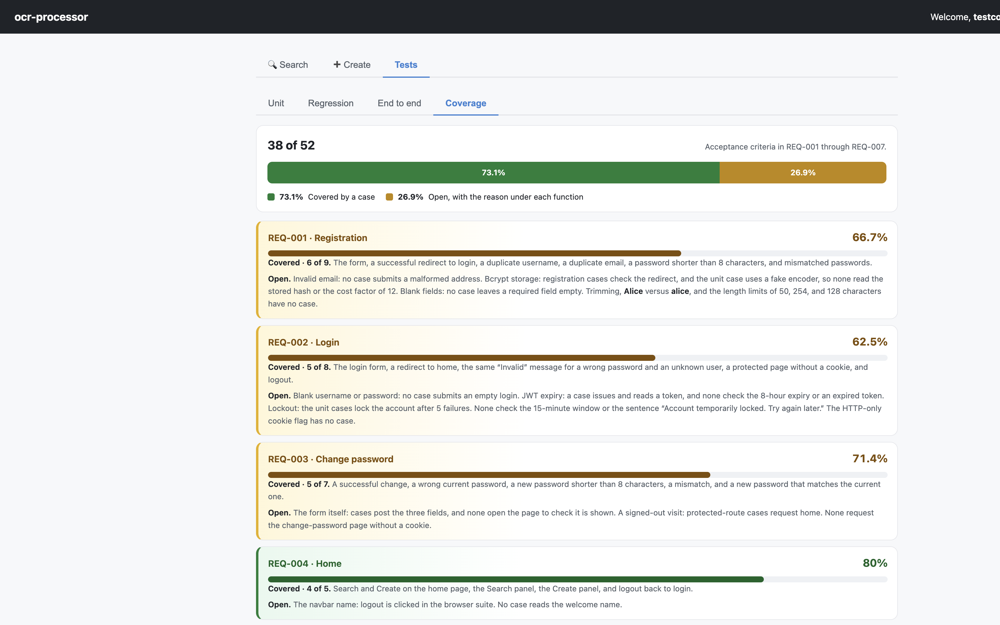 ocr-processor
Welcome, testco
🔍 Search
+ Create
Tests
Unit
Regression
End to end
Coverage
38 of 52
Acceptance criteria in REQ-001 through REQ-007.
73.1%
26.9%
73.1% Covered by a case
26.9% Open, with the reason under each function
REQ-001 · Registration
66.7%
Covered · 6 of 9. The form, a successful redirect to login, a duplicate username, a duplicate email, a password shorter than 8 characters, and mismatched passwords.
Open. Invalid email: no case submits a malformed address. Bcrypt storage: registration cases check the redirect, and the unit case uses a fake encoder, so none read the
stored hash or the cost factor of 12. Blank fields: no case leaves a required field empty. Trimming, Alice versus alice, and the length limits of 50, 254, and 128 characters
have no case.
REQ-002 · Login
62.5%
Covered · 5 of 8. The login form, a redirect to home, the same “Invalid” message for a wrong password and an unknown user, a protected page without a cookie, and
logout.
Open. Blank username or password: no case submits an empty login. JWT expiry: a case issues and reads a token, and none check the 8-hour expiry or an expired token.
Lockout: the unit cases lock the account after 5 failures. None check the 15-minute window or the sentence “Account temporarily locked. Try again later.” The HTTP-only
cookie flag has no case.
REQ-003 · Change password
71.4%
Covered · 5 of 7. A successful change, a wrong current password, a new password shorter than 8 characters, a mismatch, and a new password that matches the current
one.
Open. The form itself: cases post the three fields, and none open the page to check it is shown. A signed-out visit: protected-route cases request home. None request
the change-password page without a cookie.
REQ-004 · Home
80%
Covered · 4 of 5. Search and Create on the home page, the Search panel, the Create panel, and logout back to login.
Open. The navbar name: logout is clicked in the browser suite. No case reads the welcome name.